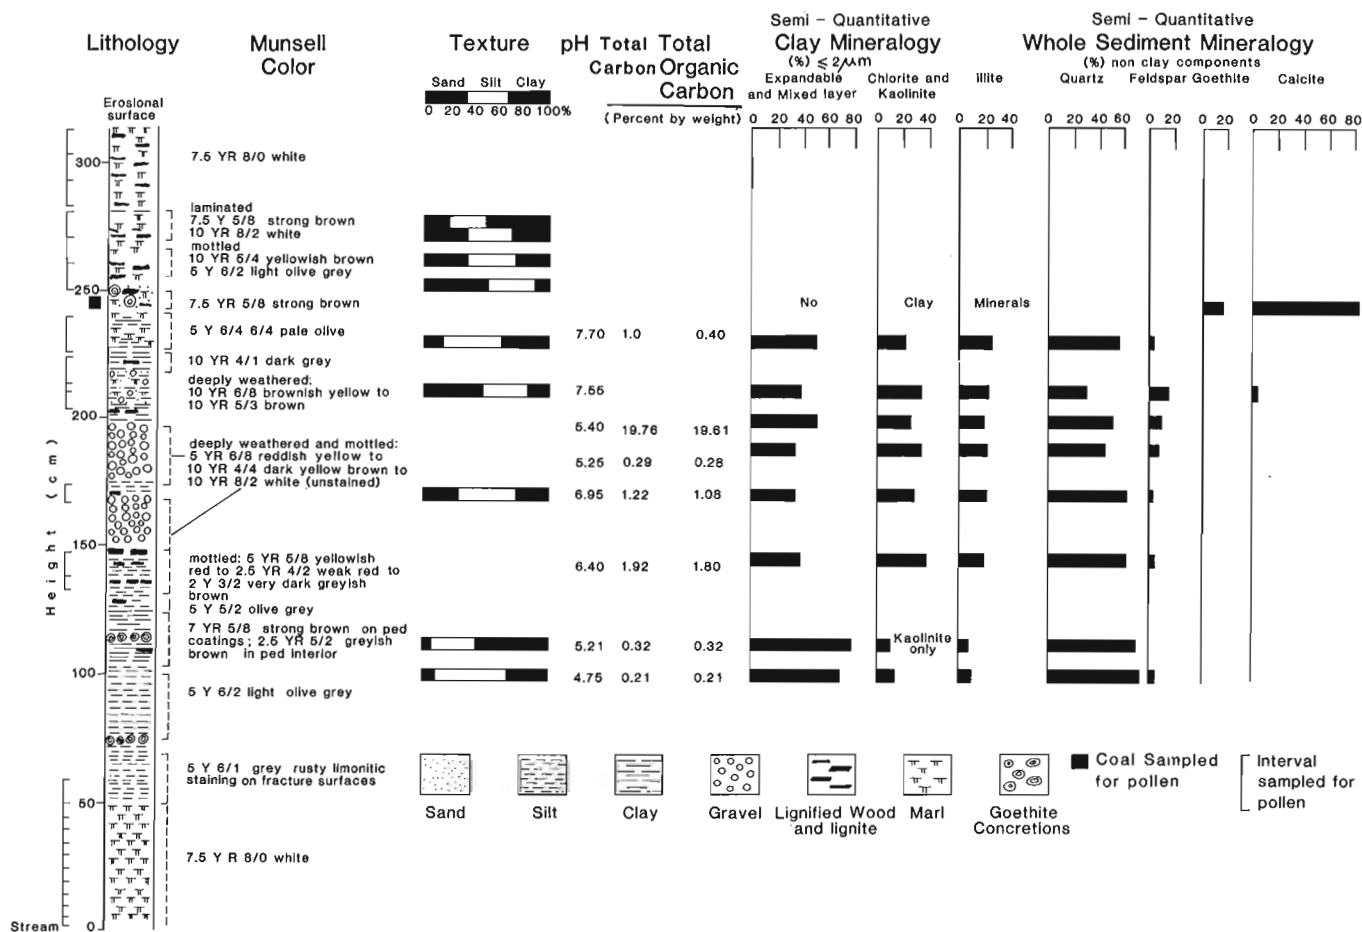 Semi - Quantitative
Semi - Quantitative
Lithology
Munsell
Color
Texture
pH
Total
Carbon
Total
Organic
Carbon
Clay Mineralogy
(%) ≤ 2μm
Whole Sediment Mineralogy
(%) non clay components
Sand Silt Clay
0 20 40 60 80 100%
(Percent by weight)
Expandable
and Mixed layer
Chlorite and
Kaolinite
illite
Quartz
Feldspar
Goethite
Calcite
0 20 40 60 80
0 20 40
0 20 40
0 20 40 60 80
0 20
0 20
0 20 40 60 80
Erosional
surface
300
250
200
150
100
50
0
Stream
Height (cm)
7.5 YR 8/0 white
laminated
7.5 Y 5/8 strong brown
10 YR 8/2 white
mottled
10 YR 5/4 yellowish brown
5 Y 6/2 light olive grey
7.5 YR 5/8 strong brown
5 Y 6/4 6/4 pale olive
10 YR 4/1 dark grey
deeply weathered:
10 YR 6/8 brownish yellow to
10 YR 5/3 brown
deeply weathered and mottled:
5 YR 6/8 reddish yellow to
10 YR 4/4 dark yellow brown to
10 YR 8/2 white (unstained)
mottled: 5 YR 5/8 yellowish
red to 2.5 YR 4/2 weak red to
2 Y 3/2 very dark greyish
brown
5 Y 5/2 olive grey
7 YR 5/8 strong brown on ped
coatings; 2.5 YR 5/2 greyish
brown in ped interior
5 Y 6/2 light olive grey
5 Y 6/1 grey rusty limonitic
staining on fracture surfaces
7.5 Y R 8/0 white
No Clay Minerals
7.70 1.0 0.40
7.55
5.40 19.76 19.61
5.25 0.29 0.28
6.95 1.22 1.08
6.40 1.92 1.80
5.21 0.32 0.32
4.75 0.21 0.21
Kaolinite
only
Sand
Silt
Clay
Gravel
Lignified Wood
and lignite
Marl
Goethite
Concretions
Coal Sampled
for pollen
Interval
sampled for
pollen